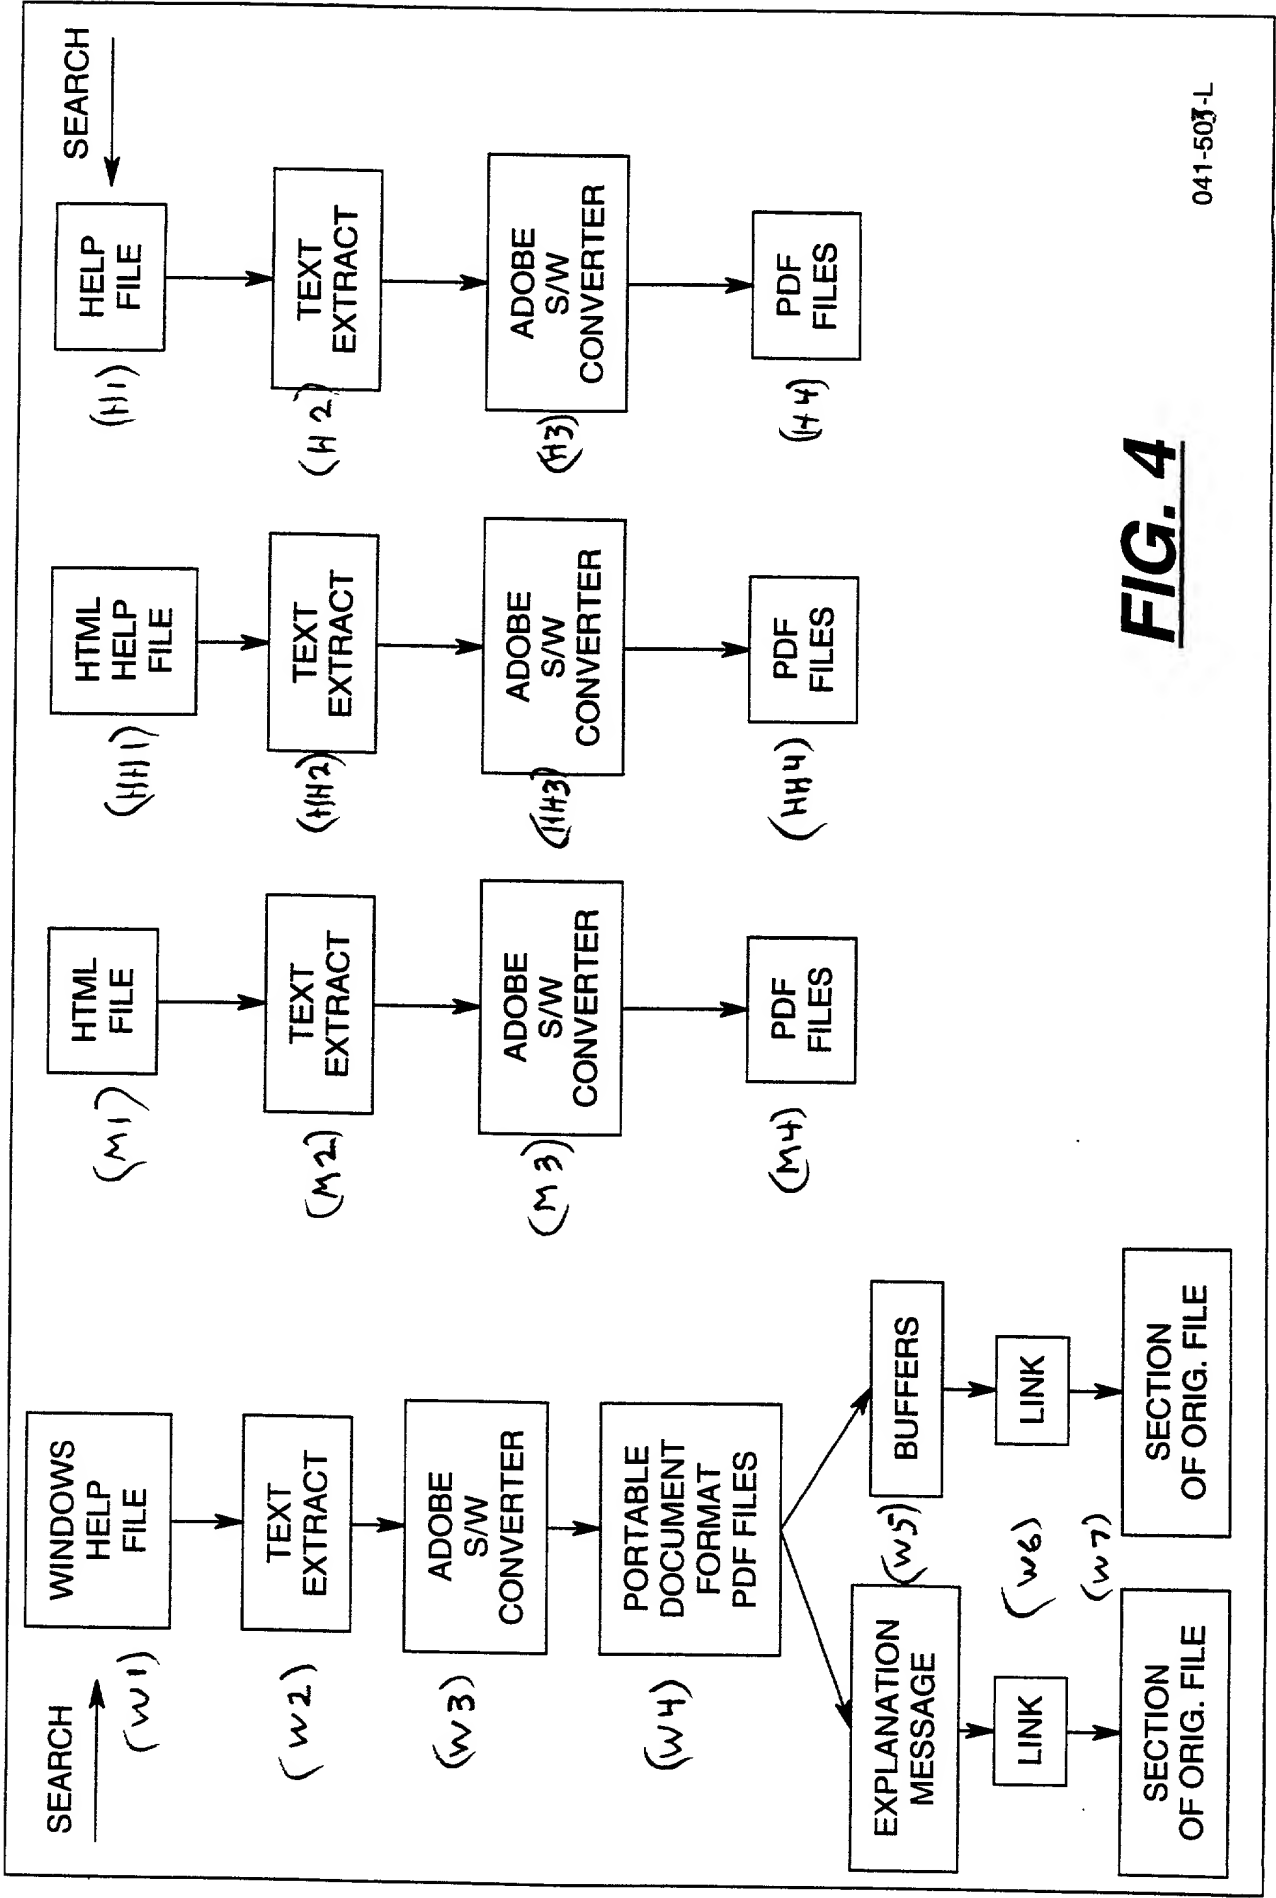 SEARCH
WINDOWS
HELP
FILE
(W1)
TEXT
EXTRACT
(W2)
ADOBE
S/W
CONVERTER
(W3)
PORTABLE
DOCUMENT
FORMAT
PDF FILES
(W4)
EXPLANATION
MESSAGE
BUFFERS
(W5)
LINK
LINK
(W6)
SECTION
OF ORIG. FILE
SECTION
OF ORIG. FILE
(W7)
HTML
FILE
(M1)
TEXT
EXTRACT
(M2)
ADOBE
S/W
CONVERTER
(M3)
PDF
FILES
(M4)
HTML
HELP
FILE
(HH1)
TEXT
EXTRACT
(HH2)
ADOBE
S/W
CONVERTER
(HH3)
PDF
FILES
(HH4)
SEARCH
HELP
FILE
(H1)
TEXT
EXTRACT
(H2)
ADOBE
S/W
CONVERTER
(H3)
PDF
FILES
(H4)
FIG. 4